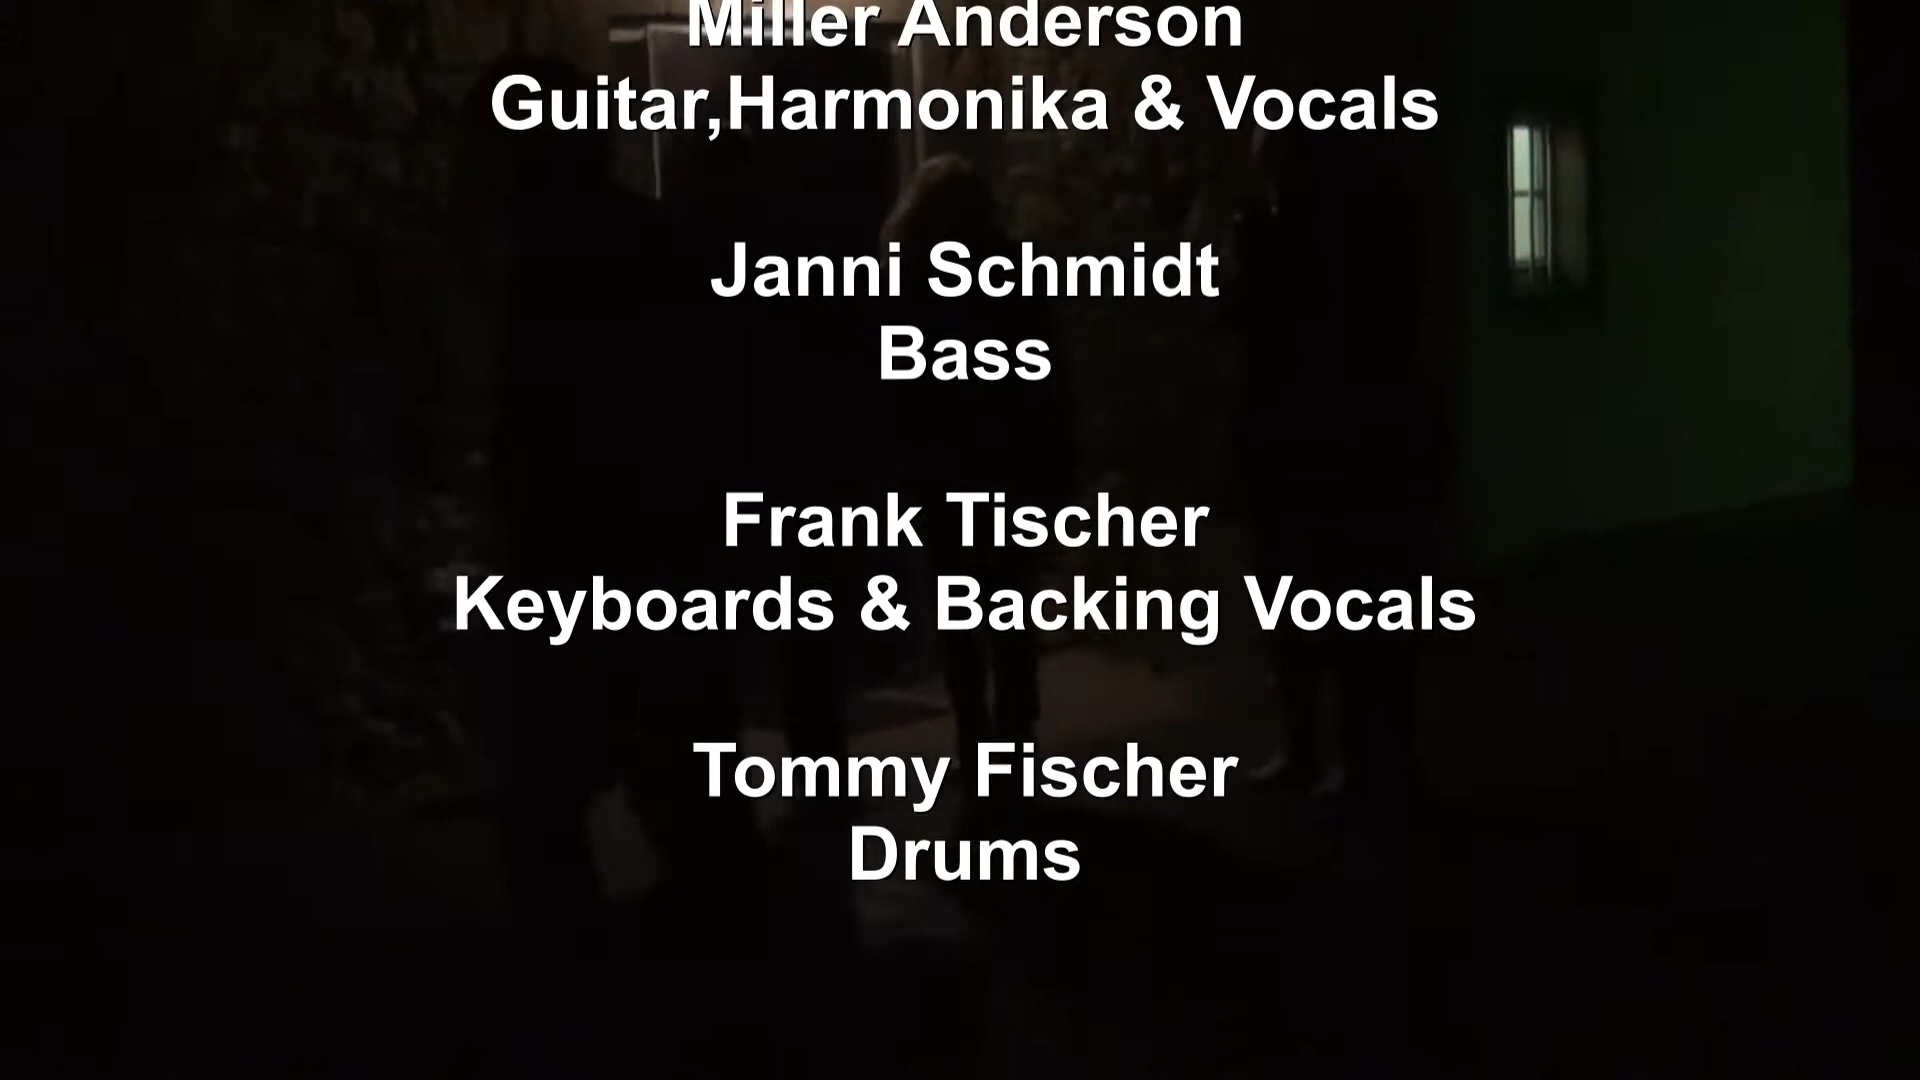 Miller Anderson
Guitar,Harmonika & Vocals
Janni Schmidt
Bass
Frank Tischer
Keyboards & Backing Vocals
Tommy Fischer
Drums